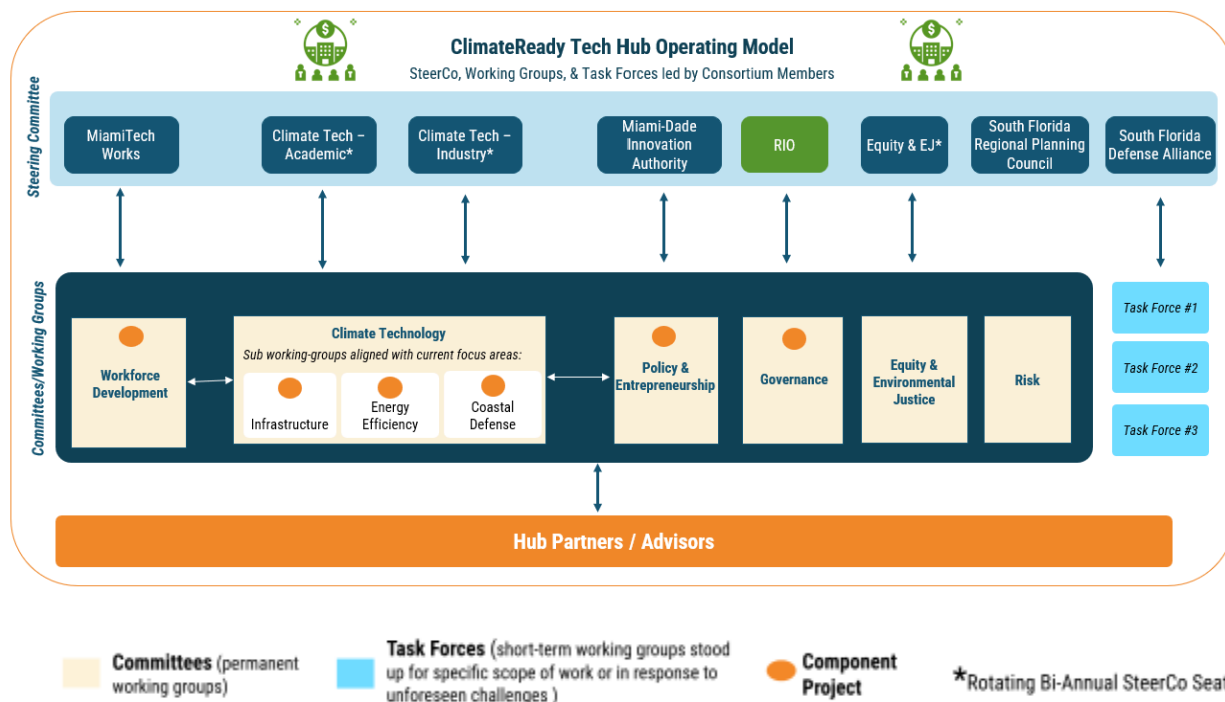 ClimateReady Tech Hub Operating Model
SteerCo, Working Groups, & Task Forces led by Consortium Members
Steering Committee
MiamiTech
Works
Climate Tech –
Academic*
Climate Tech –
Industry*
Miami-Dade
Innovation
Authority
RIO
Equity & EJ*
South Florida
Regional Planning
Council
South Florida
Defense Alliance
Committees/Working Groups
Workforce
Development
Climate Technology
Sub working-groups aligned with current focus areas:
Infrastructure
Energy
Efficiency
Coastal
Defense
Policy &
Entrepreneurship
Governance
Equity &
Environmental
Justice
Risk
Task Force #1
Task Force #2
Task Force #3
Hub Partners / Advisors
Committees (permanent
working groups)
Task Forces (short-term working groups stood
up for specific scope of work or in response to
unforeseen challenges )
Component
Project
*Rotating Bi-Annual SteerCo Seat